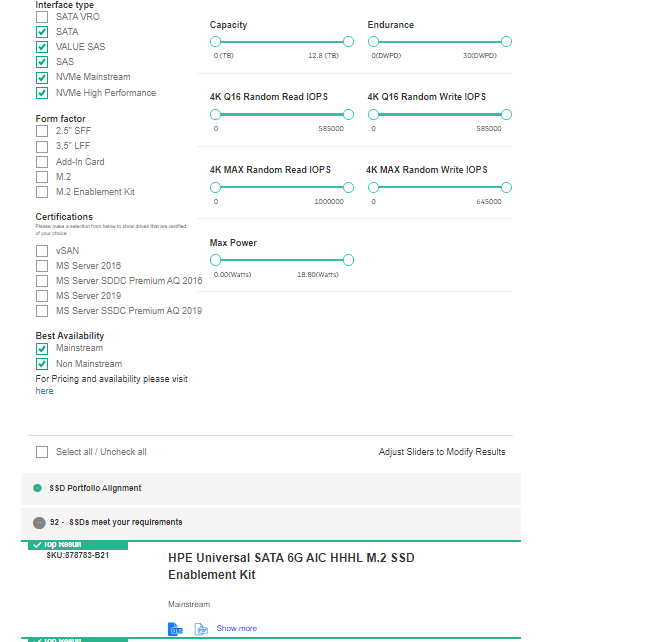 Interface type
SATA VRO
SATA
VALUE SAS
SAS
NVMe Mainstream
NVMe High Performance
Form factor
2.5" SFF
3.5" LFF
Add-In Card
M.2
M.2 Enablement Kit
Certifications
Please make a selection from below to show drives that are certified
of your choice
vSAN
MS Server 2016
MS Server SDDC Premium AQ 2016
MS Server 2019
MS Server SSDC Premium AQ 2019
Best Availability
Mainstream
Non Mainstream
For Pricing and availability please visit
here
Capacity
0 (TB) 12.8 (TB)
Endurance
0(DWPD) 30(DWPD)
4K Q16 Random Read IOPS
0 585000
4K Q16 Random Write IOPS
0 585000
4K MAX Random Read IOPS
0 1000000
4K MAX Random Write IOPS
0 645000
Max Power
0.00(Watts) 18.80(Watts)
Select all / Uncheck all
Adjust Sliders to Modify Results
SSD Portfolio Alignment
92 - SSDs meet your requirements
Top Result
SKU:878783-B21
HPE Universal SATA 6G AIC HHHL M.2 SSD
Enablement Kit
Mainstream
Show more
Top Result